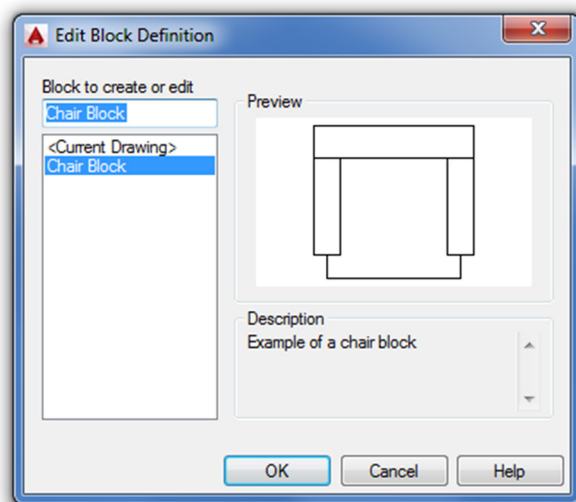 Edit Block Definition
Block to create or edit
Chair Block
<Current Drawing>
Chair Block
Preview
Description
Example of a chair block
OK
Cancel
Help